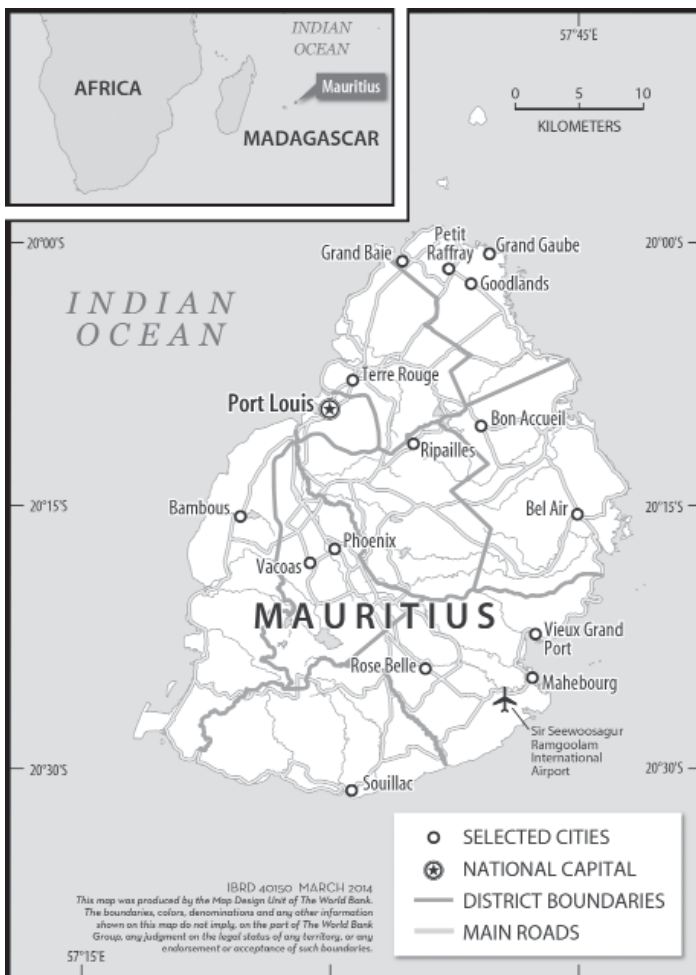 INDIAN
OCEAN
AFRICA
Mauritius
MADAGASCAR
57°45'E
0 5 10
KILOMETERS
20°00'S
20°00'S
Petit
Raffray
Grand Gaube
Grand Baie
Goodlands
INDIAN
OCEAN
Terre Rouge
Port Louis
Bon Accueil
Ripailles
20°15'S
Bambous
Bel Air
20°15'S
Phoenix
Vacoas
MAURITIUS
Vieux Grand
Port
Rose Belle
Mahebourg
Sir Seewoosagur
Ramgoolam
International
Airport
20°30'S
20°30'S
Souillac
SELECTED CITIES
NATIONAL CAPITAL
DISTRICT BOUNDARIES
MAIN ROADS
IBRD 40150 MARCH 2014
This map was produced by the Map Design Unit of The World Bank.
The boundaries, colors, denominations and any other information
shown on this map do not imply, on the part of The World Bank
Group, any judgment on the legal status of any territory, or any
endorsement or acceptance of such boundaries.
57°15'E